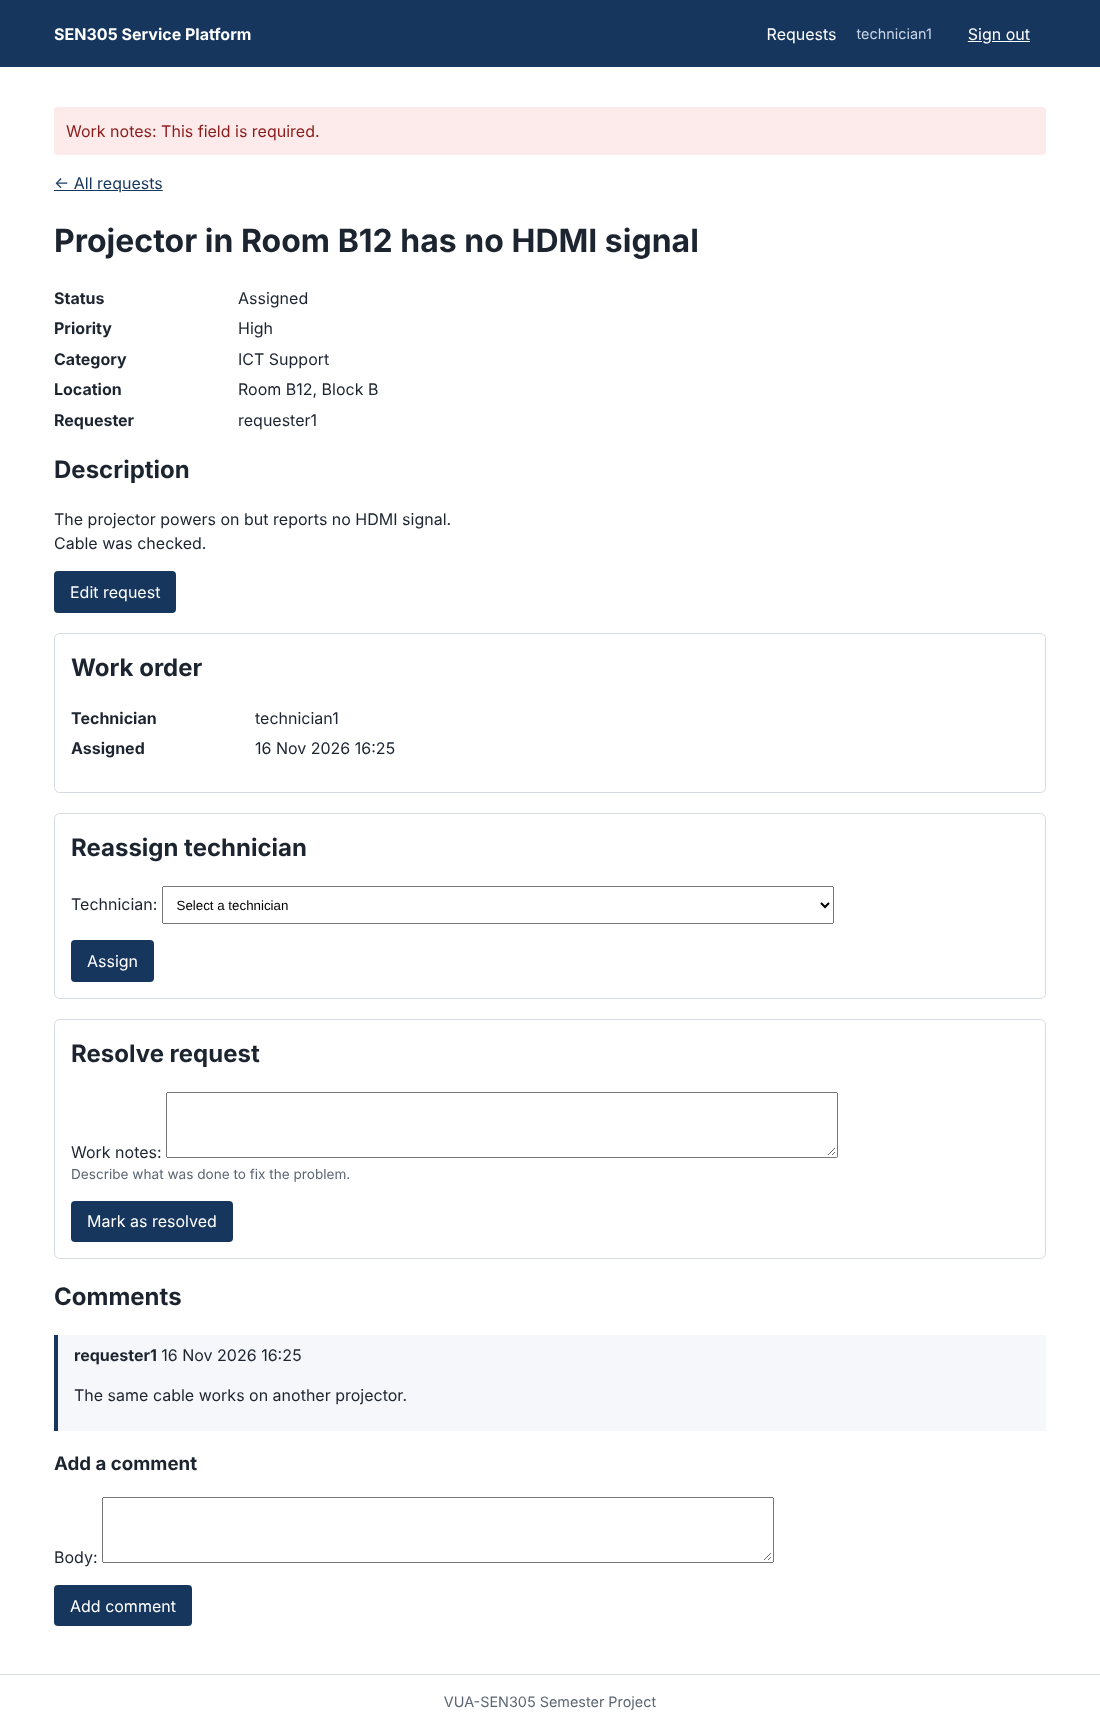 SEN305 Service Platform
Requests technician1 Sign out
Work notes: This field is required.
← All requests
Projector in Room B12 has no HDMI signal
Status Assigned
Priority High
Category ICT Support
Location Room B12, Block B
Requester requester1
Description
The projector powers on but reports no HDMI signal.
Cable was checked.
Edit request
Work order
Technician technician1
Assigned 16 Nov 2026 16:25
Reassign technician
Technician: Select a technician
Assign
Resolve request
Work notes:
Describe what was done to fix the problem.
Mark as resolved
Comments
requester1 16 Nov 2026 16:25
The same cable works on another projector.
Add a comment
Body:
Add comment
VUA-SEN305 Semester Project